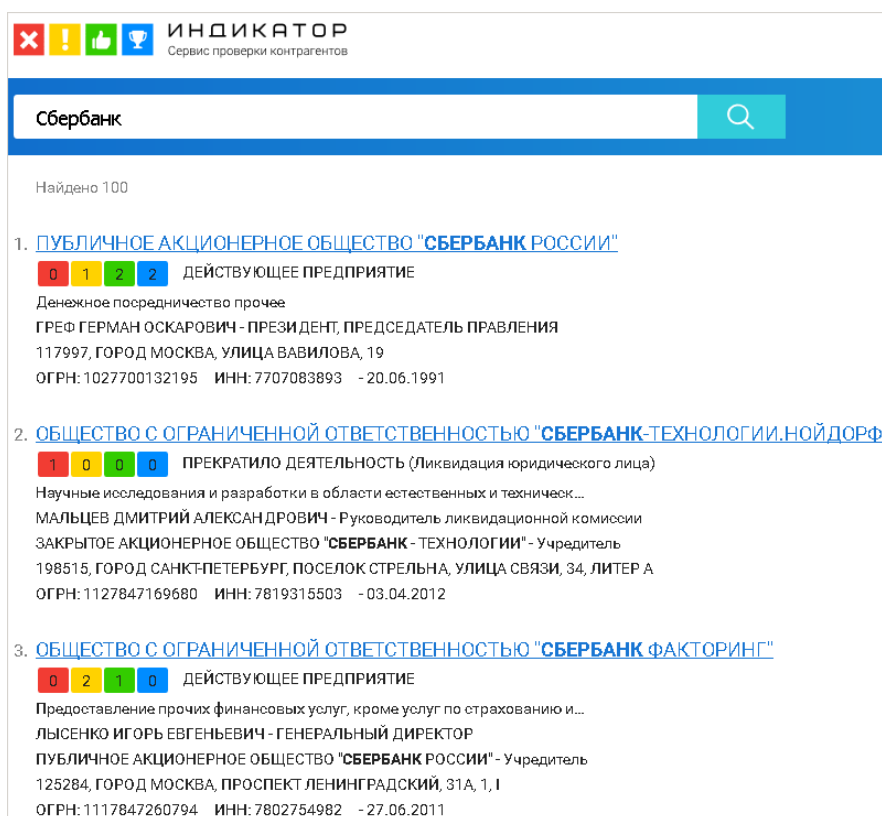 ИНДИКАТОР
Сервис проверки контрагентов
Сбербанк
Найдено 100
1. ПУБЛИЧНОЕ АКЦИОНЕРНОЕ ОБЩЕСТВО "СБЕРБАНК РОССИИ"
0 1 2 2 ДЕЙСТВУЮЩЕЕ ПРЕДПРИЯТИЕ
Денежное посредничество прочее
ГРЕФ ГЕРМАН ОСКАРОВИЧ - ПРЕЗИДЕНТ, ПРЕДСЕДАТЕЛЬ ПРАВЛЕНИЯ
117997, ГОРОД МОСКВА, УЛИЦА ВАВИЛОВА, 19
ОГРН: 1027700132195 ИНН: 7707083893 - 20.06.1991
2. ОБЩЕСТВО С ОГРАНИЧЕННОЙ ОТВЕТСТВЕННОСТЬЮ "СБЕРБАНК-ТЕХНОЛОГИИ.НОЙДОРФ
1 0 0 0 ПРЕКРАТИЛО ДЕЯТЕЛЬНОСТЬ (Ликвидация юридического лица)
Научные исследования и разработки в области естественных и техническ...
МАЛЬЦЕВ ДМИТРИЙ АЛЕКСАНДРОВИЧ - Руководитель ликвидационной комиссии
ЗАКРЫТОЕ АКЦИОНЕРНОЕ ОБЩЕСТВО "СБЕРБАНК - ТЕХНОЛОГИИ" - Учредитель
198515, ГОРОД САНКТ-ПЕТЕРБУРГ, ПОСЕЛОК СТРЕЛЬНА, УЛИЦА СВЯЗИ, 34, ЛИТЕР А
ОГРН: 1127847169680 ИНН: 7819315503 - 03.04.2012
3. ОБЩЕСТВО С ОГРАНИЧЕННОЙ ОТВЕТСТВЕННОСТЬЮ "СБЕРБАНК ФАКТОРИНГ"
0 2 1 0 ДЕЙСТВУЮЩЕЕ ПРЕДПРИЯТИЕ
Предоставление прочих финансовых услуг, кроме услуг по страхованию и...
ЛЫСЕНКО ИГОРЬ ЕВГЕНЬЕВИЧ - ГЕНЕРАЛЬНЫЙ ДИРЕКТОР
ПУБЛИЧНОЕ АКЦИОНЕРНОЕ ОБЩЕСТВО "СБЕРБАНК РОССИИ" - Учредитель
125284, ГОРОД МОСКВА, ПРОСПЕКТ ЛЕНИНГРАДСКИЙ, 31А, 1, I
ОГРН: 1117847260794 ИНН: 7802754982 - 27.06.2011